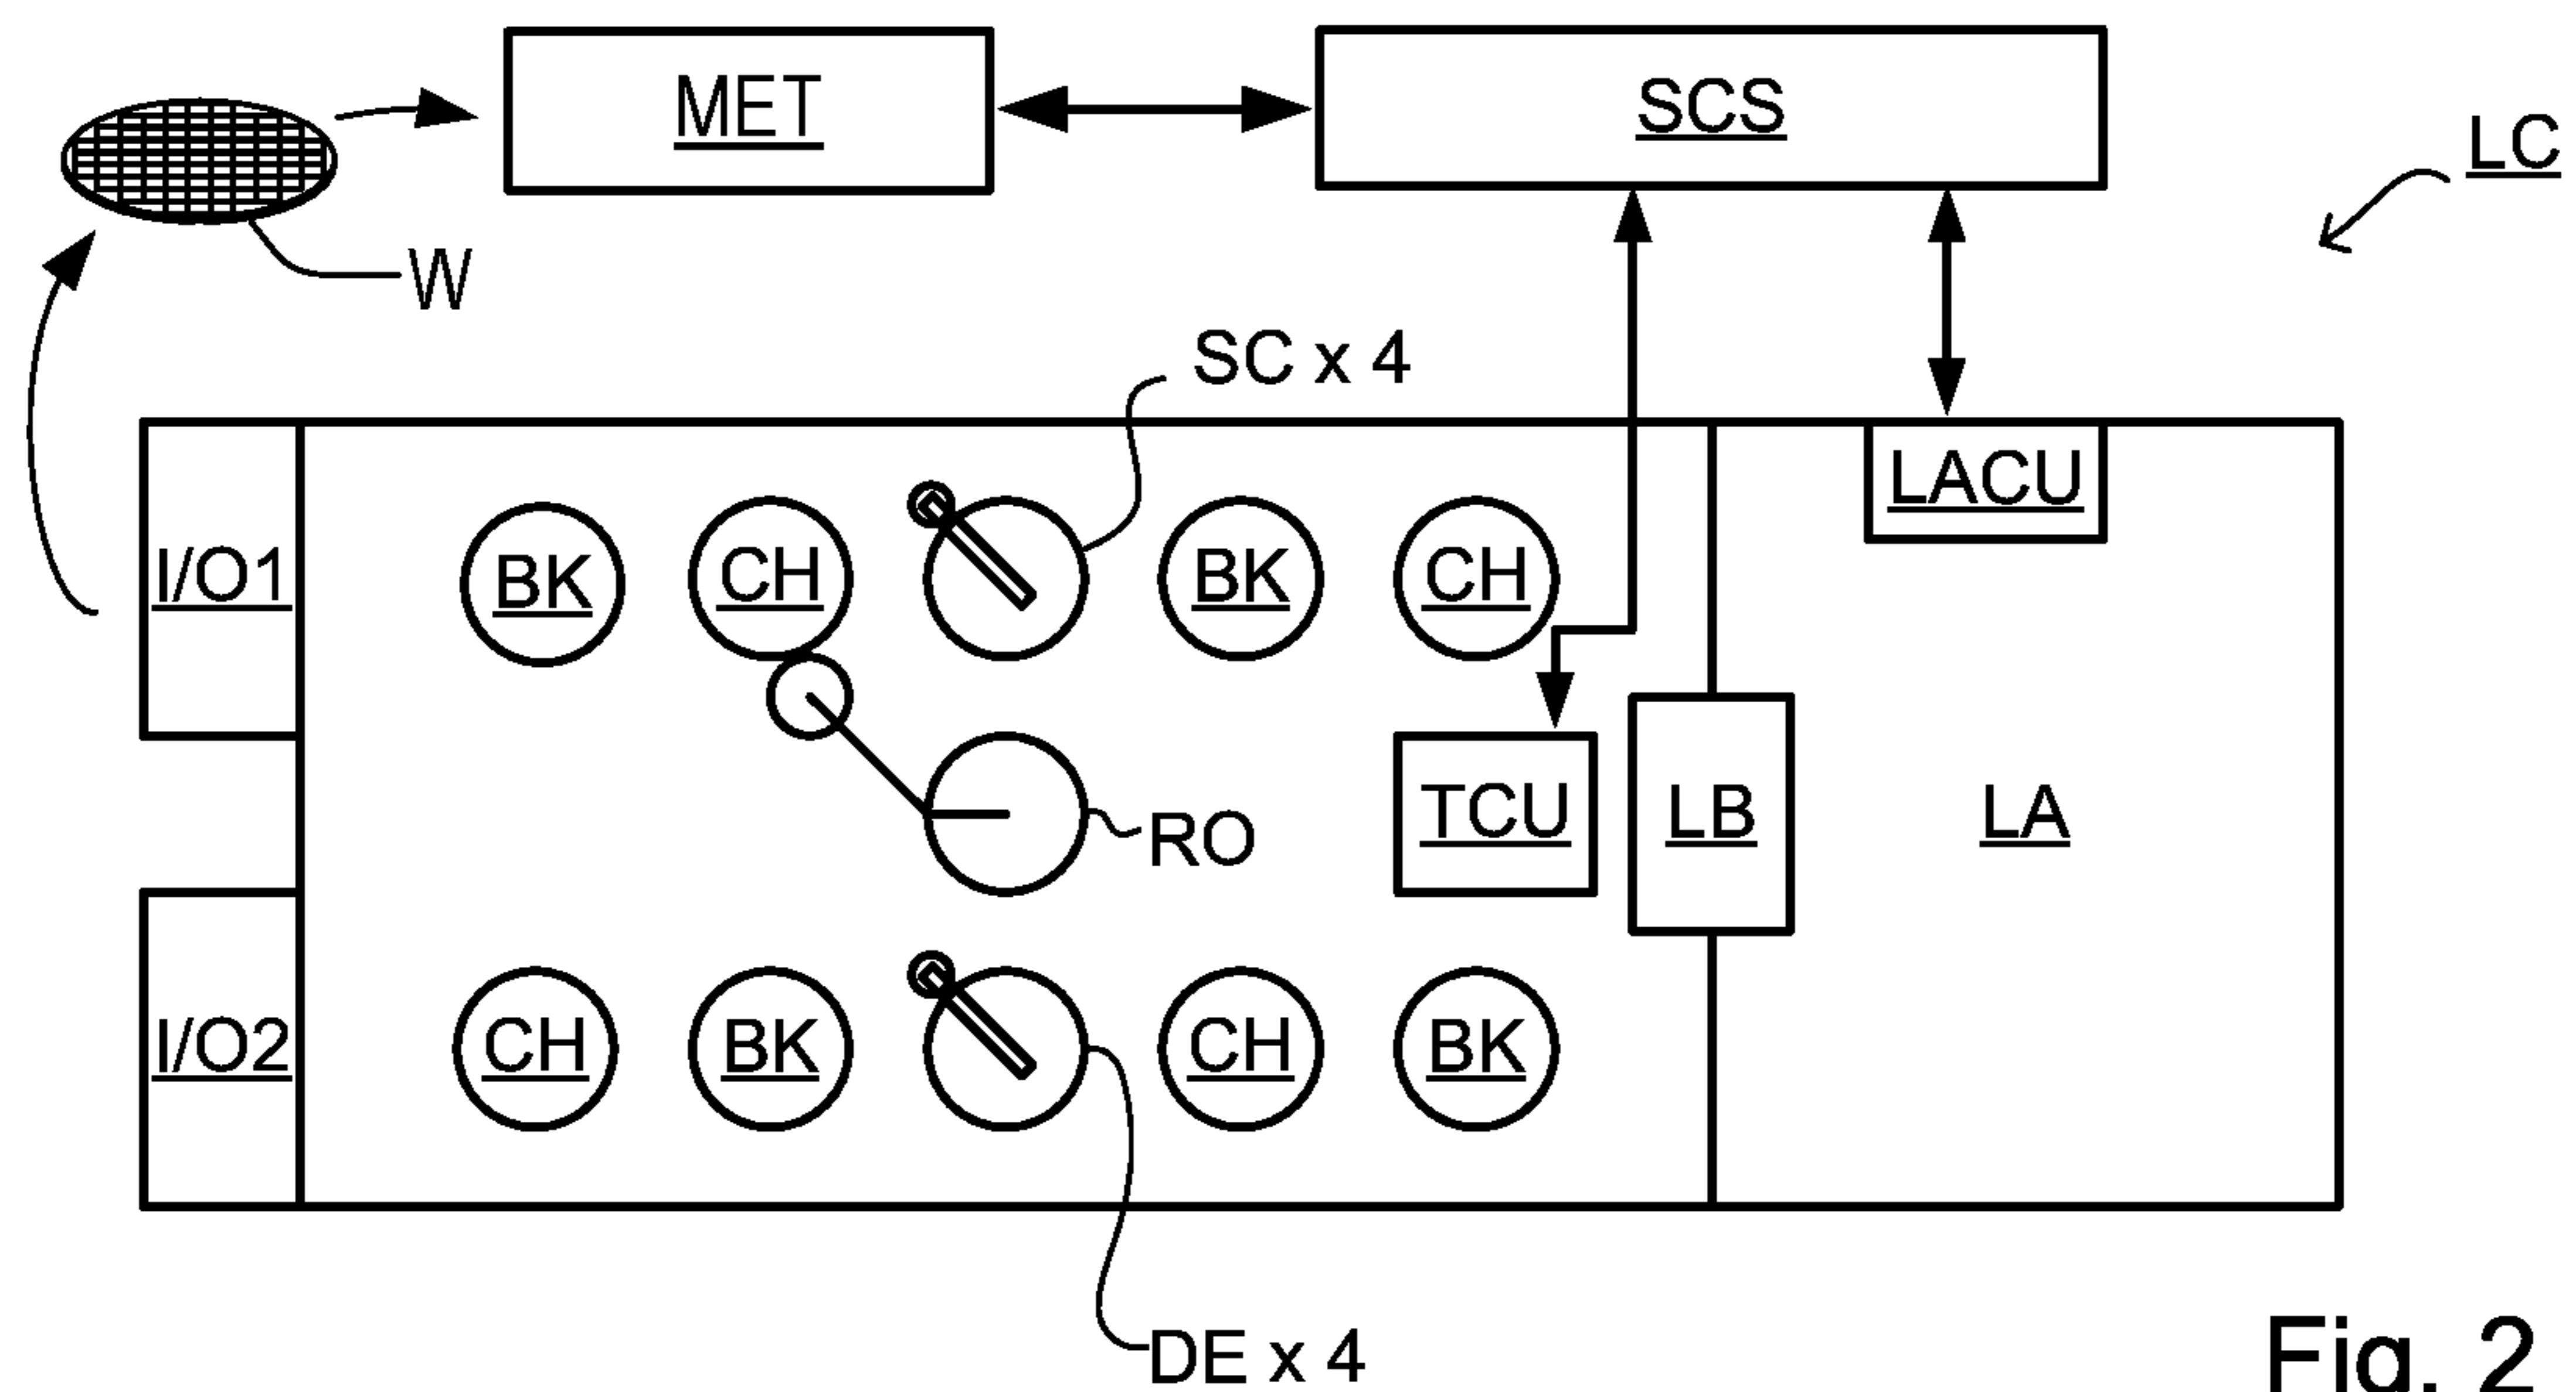 MET
SCS
LC
W
SC x 4
I/O1
BK
CH
BK
CH
LACU
RO
TCU
LB
LA
I/O2
CH
BK
CH
BK
DE x 4
Fig. 2